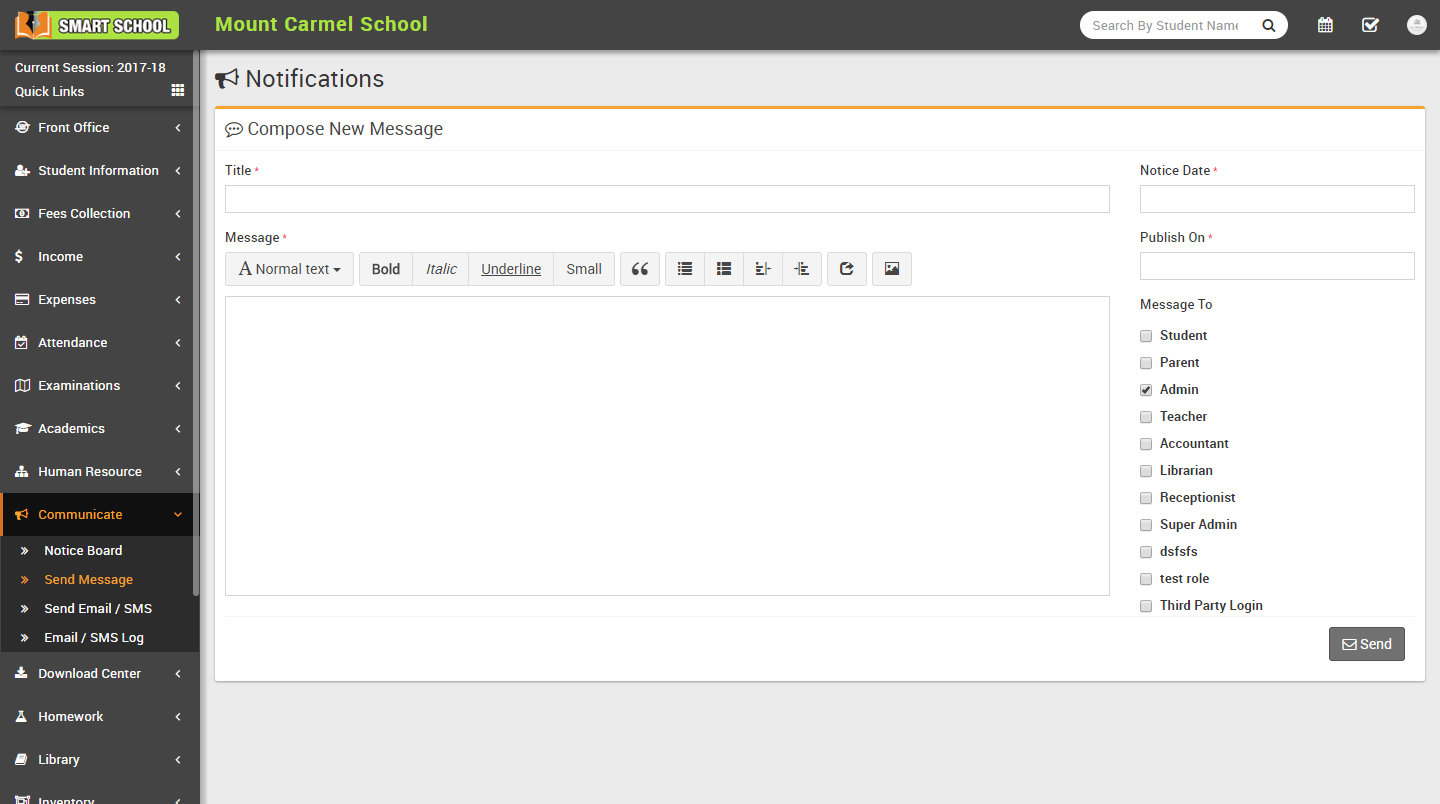 SMART SCHOOL
Mount Carmel School
Search By Student Name
Current Session: 2017-18
Quick Links
Front Office
Student Information
Fees Collection
Income
Expenses
Attendance
Examinations
Academics
Human Resource
Communicate
Notice Board
Send Message
Send Email / SMS
Email / SMS Log
Download Center
Homework
Library
Inventory
Notifications
Compose New Message
Title *
Message *
A Normal text
Bold
Italic
Underline
Small
Notice Date *
Publish On *
Message To
Student
Parent
Admin
Teacher
Accountant
Librarian
Receptionist
Super Admin
dsfsfs
test role
Third Party Login
Send